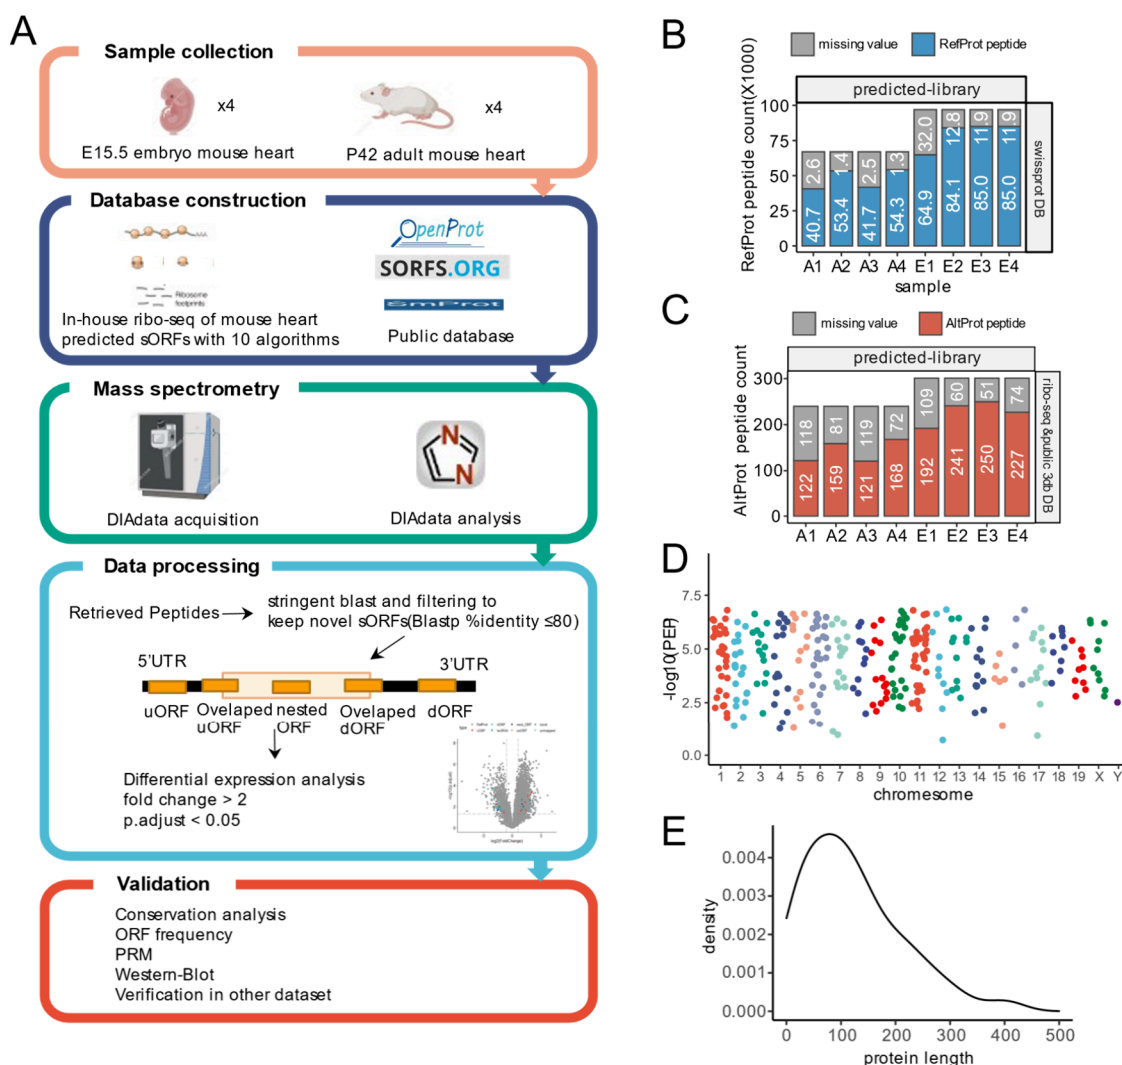 A
Sample collection
x4
x4
E15.5 embryo mouse heart
P42 adult mouse heart
Database construction
AAA
Ribosome
footprints
OpenProt
SORFS.ORG
SmProt
In-house ribo-seq of mouse heart
predicted sORFs with 10 algorithms
Public database
Mass spectrometry
N
N
DIAdata acquisition
DIAdata analysis
Data processing
Retrieved Peptides
stringent blast and filtering to
keep novel sORFs(Blastp %identity ≤80)
5'UTR
3'UTR
uORF
Ovelaped
uORF
nested
ORF
Ovelaped
dORF
dORF
Differential expression analysis
fold change > 2
p.adjust < 0.05
log2(FoldChange)
Validation
Conservation analysis
ORF frequency
PRM
Western-Blot
Verification in other dataset
B
missing value
RefProt peptide
predicted-library
swissprot DB
RefProt peptide count(X1000)
100
75
50
25
0
2.6
1.4
2.5
1.3
32.0
12.8
11.9
11.9
40.7
53.4
41.7
54.3
64.9
84.1
85.0
85.0
A1 A2 A3 A4 E1 E2 E3 E4
sample
C
missing value
AltProt peptide
predicted-library
ribo-seq &public 3db DB
AltProt peptide count
300
200
100
0
118
81
119
72
109
60
51
74
122
159
121
168
192
241
250
227
A1 A2 A3 A4 E1 E2 E3 E4
D
-log10(PEP)
7.5
5.0
2.5
0.0
1 2 3 4 5 6 7 8 9 10 11 12 13 14 15 16 17 18 19 X Y
chromesome
E
density
0.004
0.003
0.002
0.001
0.000
0 100 200 300 400 500
protein length